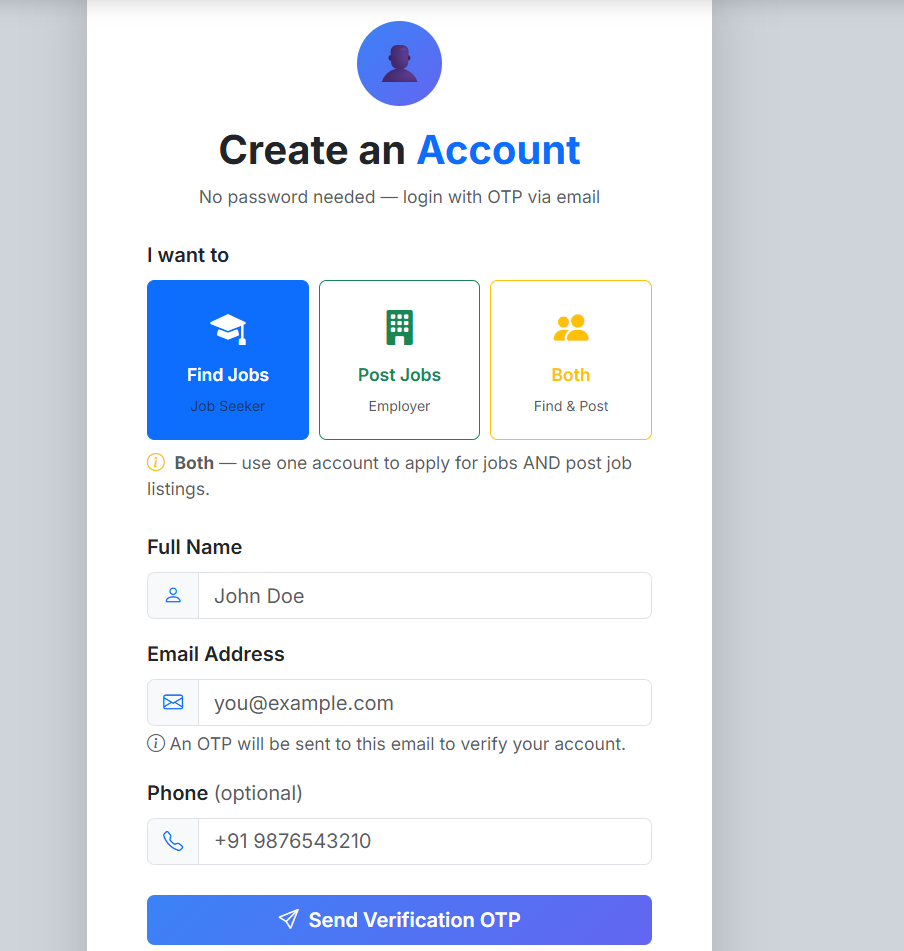 Create an Account
No password needed — login with OTP via email
I want to
Find Jobs
Job Seeker
Post Jobs
Employer
Both
Find & Post
Both — use one account to apply for jobs AND post job
listings.
Full Name
John Doe
Email Address
you@example.com
An OTP will be sent to this email to verify your account.
Phone (optional)
+91 9876543210
Send Verification OTP